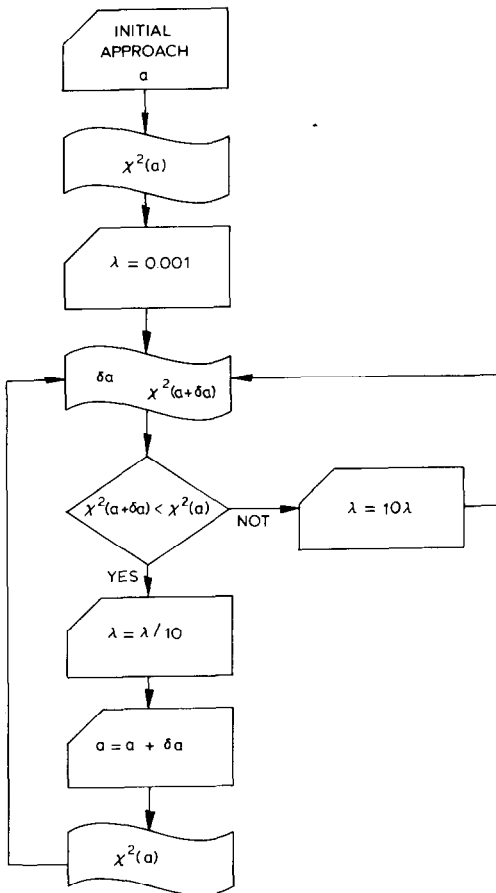 INITIAL
APPROACH
a
χ²(a)
λ = 0.001
δa χ²(a+δa)
χ²(a+δa) < χ²(a)
NOT
λ = 10λ
YES
λ = λ / 10
a = a + δa
χ²(a)